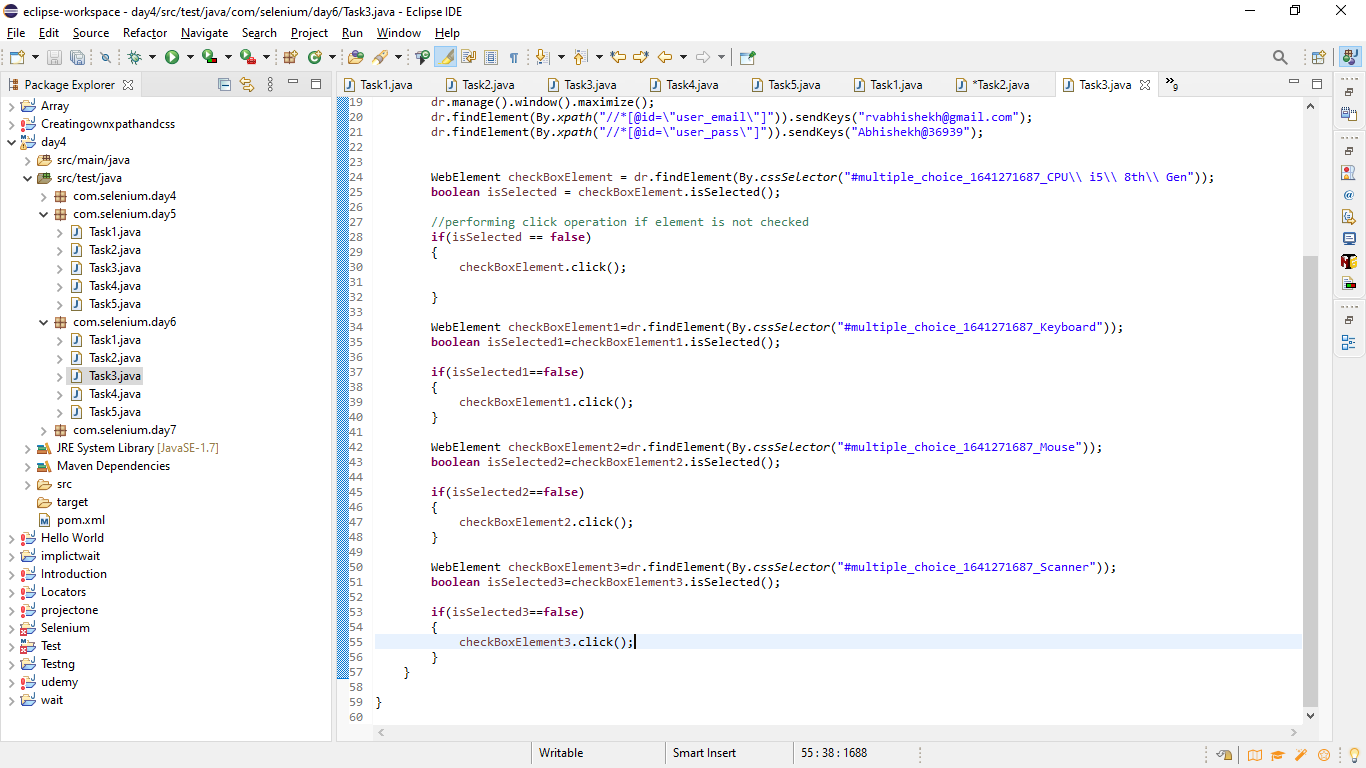 eclipse-workspace - day4/src/test/java/com/selenium/day6/Task3.java - Eclipse IDE
File Edit Source Refactor Navigate Search Project Run Window Help
Package Explorer
Task1.java Task2.java Task3.java Task4.java Task5.java Task1.java *Task2.java Task3.java »9
Array
Creatingownxpathandcss
day4
src/main/java
src/test/java
com.selenium.day4
com.selenium.day5
Task1.java
Task2.java
Task3.java
Task4.java
Task5.java
com.selenium.day6
Task1.java
Task2.java
Task3.java
Task4.java
Task5.java
com.selenium.day7
JRE System Library [JavaSE-1.7]
Maven Dependencies
src
target
pom.xml
Hello World
implictwait
Introduction
Locators
projectone
Selenium
Test
Testng
udemy
wait
19 dr.manage().window().maximize();
20 dr.findElement(By.xpath("//*[@id=\"user_email\"]")).sendKeys("rvabhishekh@gmail.com");
21 dr.findElement(By.xpath("//*[@id=\"user_pass\"]")).sendKeys("Abhishekh@36939");
22
23
24 WebElement checkBoxElement = dr.findElement(By.cssSelector("#multiple_choice_1641271687_CPU\\ i5\\ 8th\\ Gen"));
25 boolean isSelected = checkBoxElement.isSelected();
26
27 //performing click operation if element is not checked
28 if(isSelected == false)
29 {
30 checkBoxElement.click();
31
32 }
33
34 WebElement checkBoxElement1=dr.findElement(By.cssSelector("#multiple_choice_1641271687_Keyboard"));
35 boolean isSelected1=checkBoxElement1.isSelected();
36
37 if(isSelected1==false)
38 {
39 checkBoxElement1.click();
40 }
41
42 WebElement checkBoxElement2=dr.findElement(By.cssSelector("#multiple_choice_1641271687_Mouse"));
43 boolean isSelected2=checkBoxElement2.isSelected();
44
45 if(isSelected2==false)
46 {
47 checkBoxElement2.click();
48 }
49
50 WebElement checkBoxElement3=dr.findElement(By.cssSelector("#multiple_choice_1641271687_Scanner"));
51 boolean isSelected3=checkBoxElement3.isSelected();
52
53 if(isSelected3==false)
54 {
55 checkBoxElement3.click();
56 }
57 }
58
59 }
60
Writable Smart Insert 55 : 38 : 1688